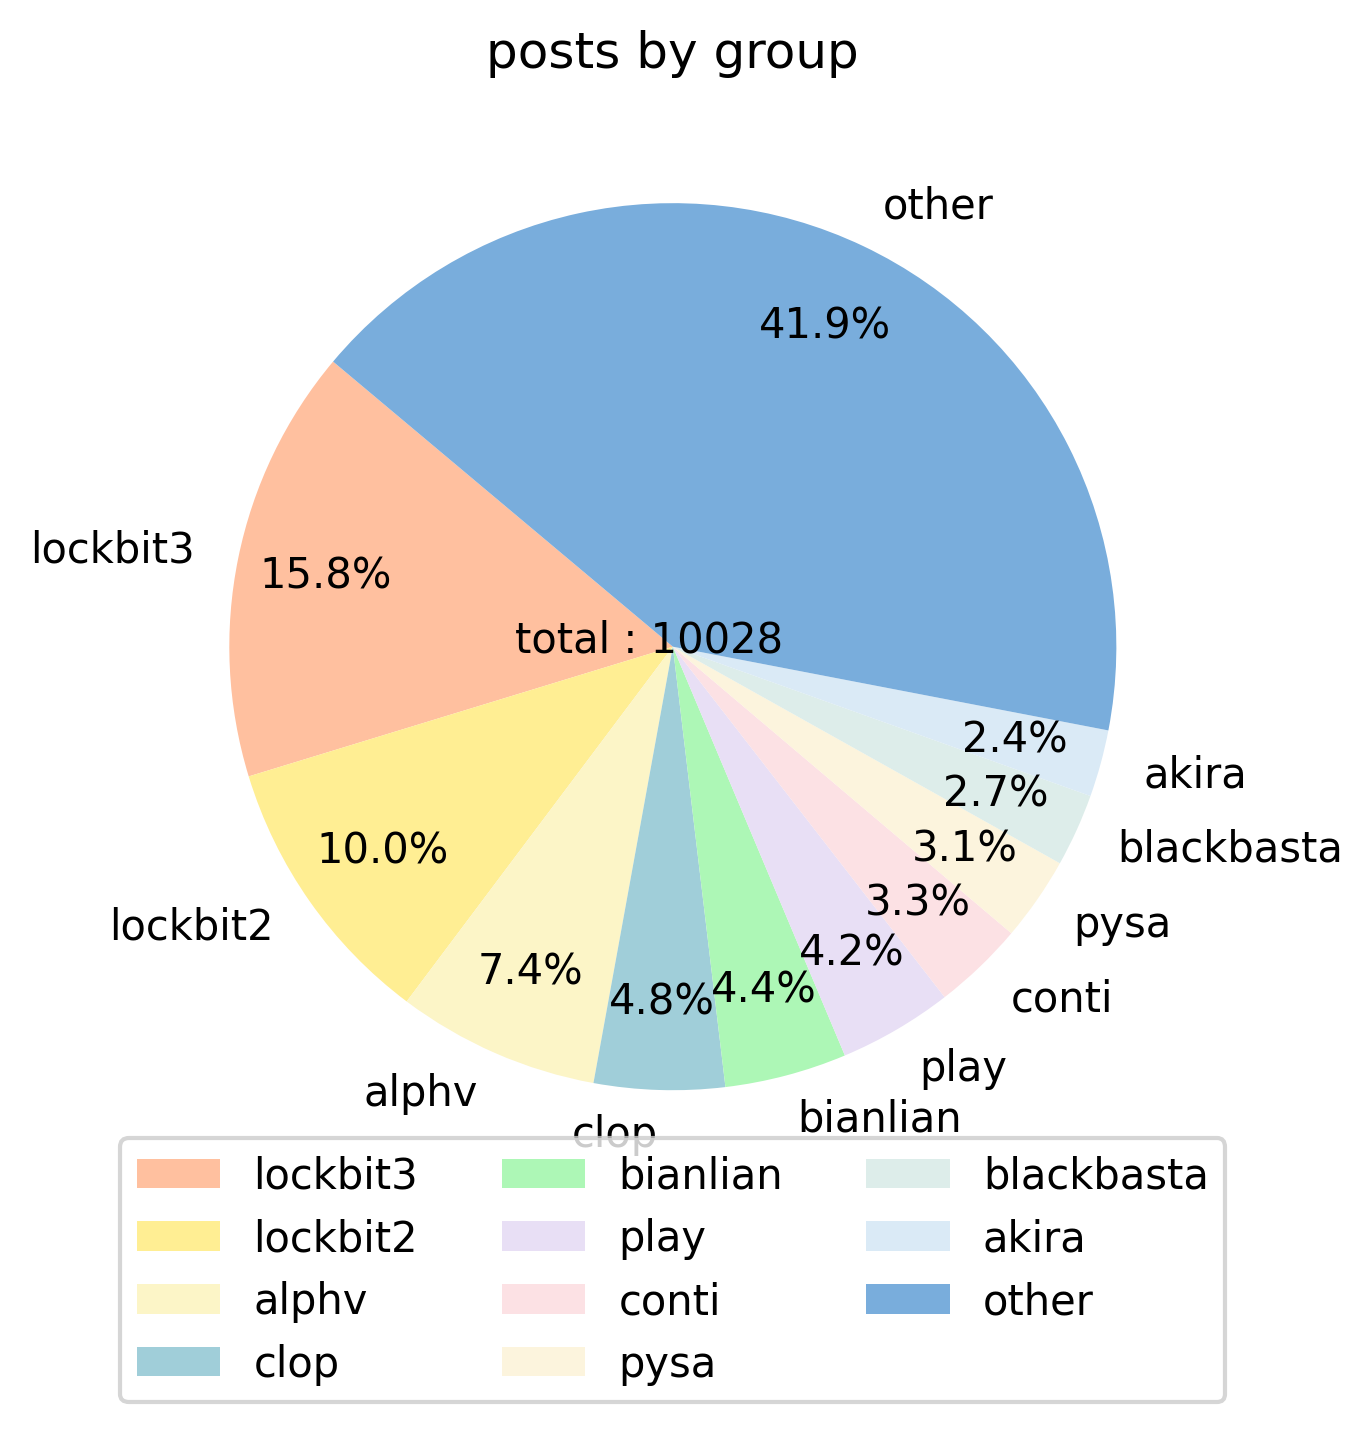 posts by group
other
41.9%
lockbit3
15.8%
total : 10028
2.4%
akira
2.7%
blackbasta
3.1%
pysa
3.3%
conti
4.2%
play
4.4%
bianlian
4.8%
clop
7.4%
alphv
10.0%
lockbit2
lockbit3
lockbit2
alphv
clop
bianlian
play
conti
pysa
blackbasta
akira
other